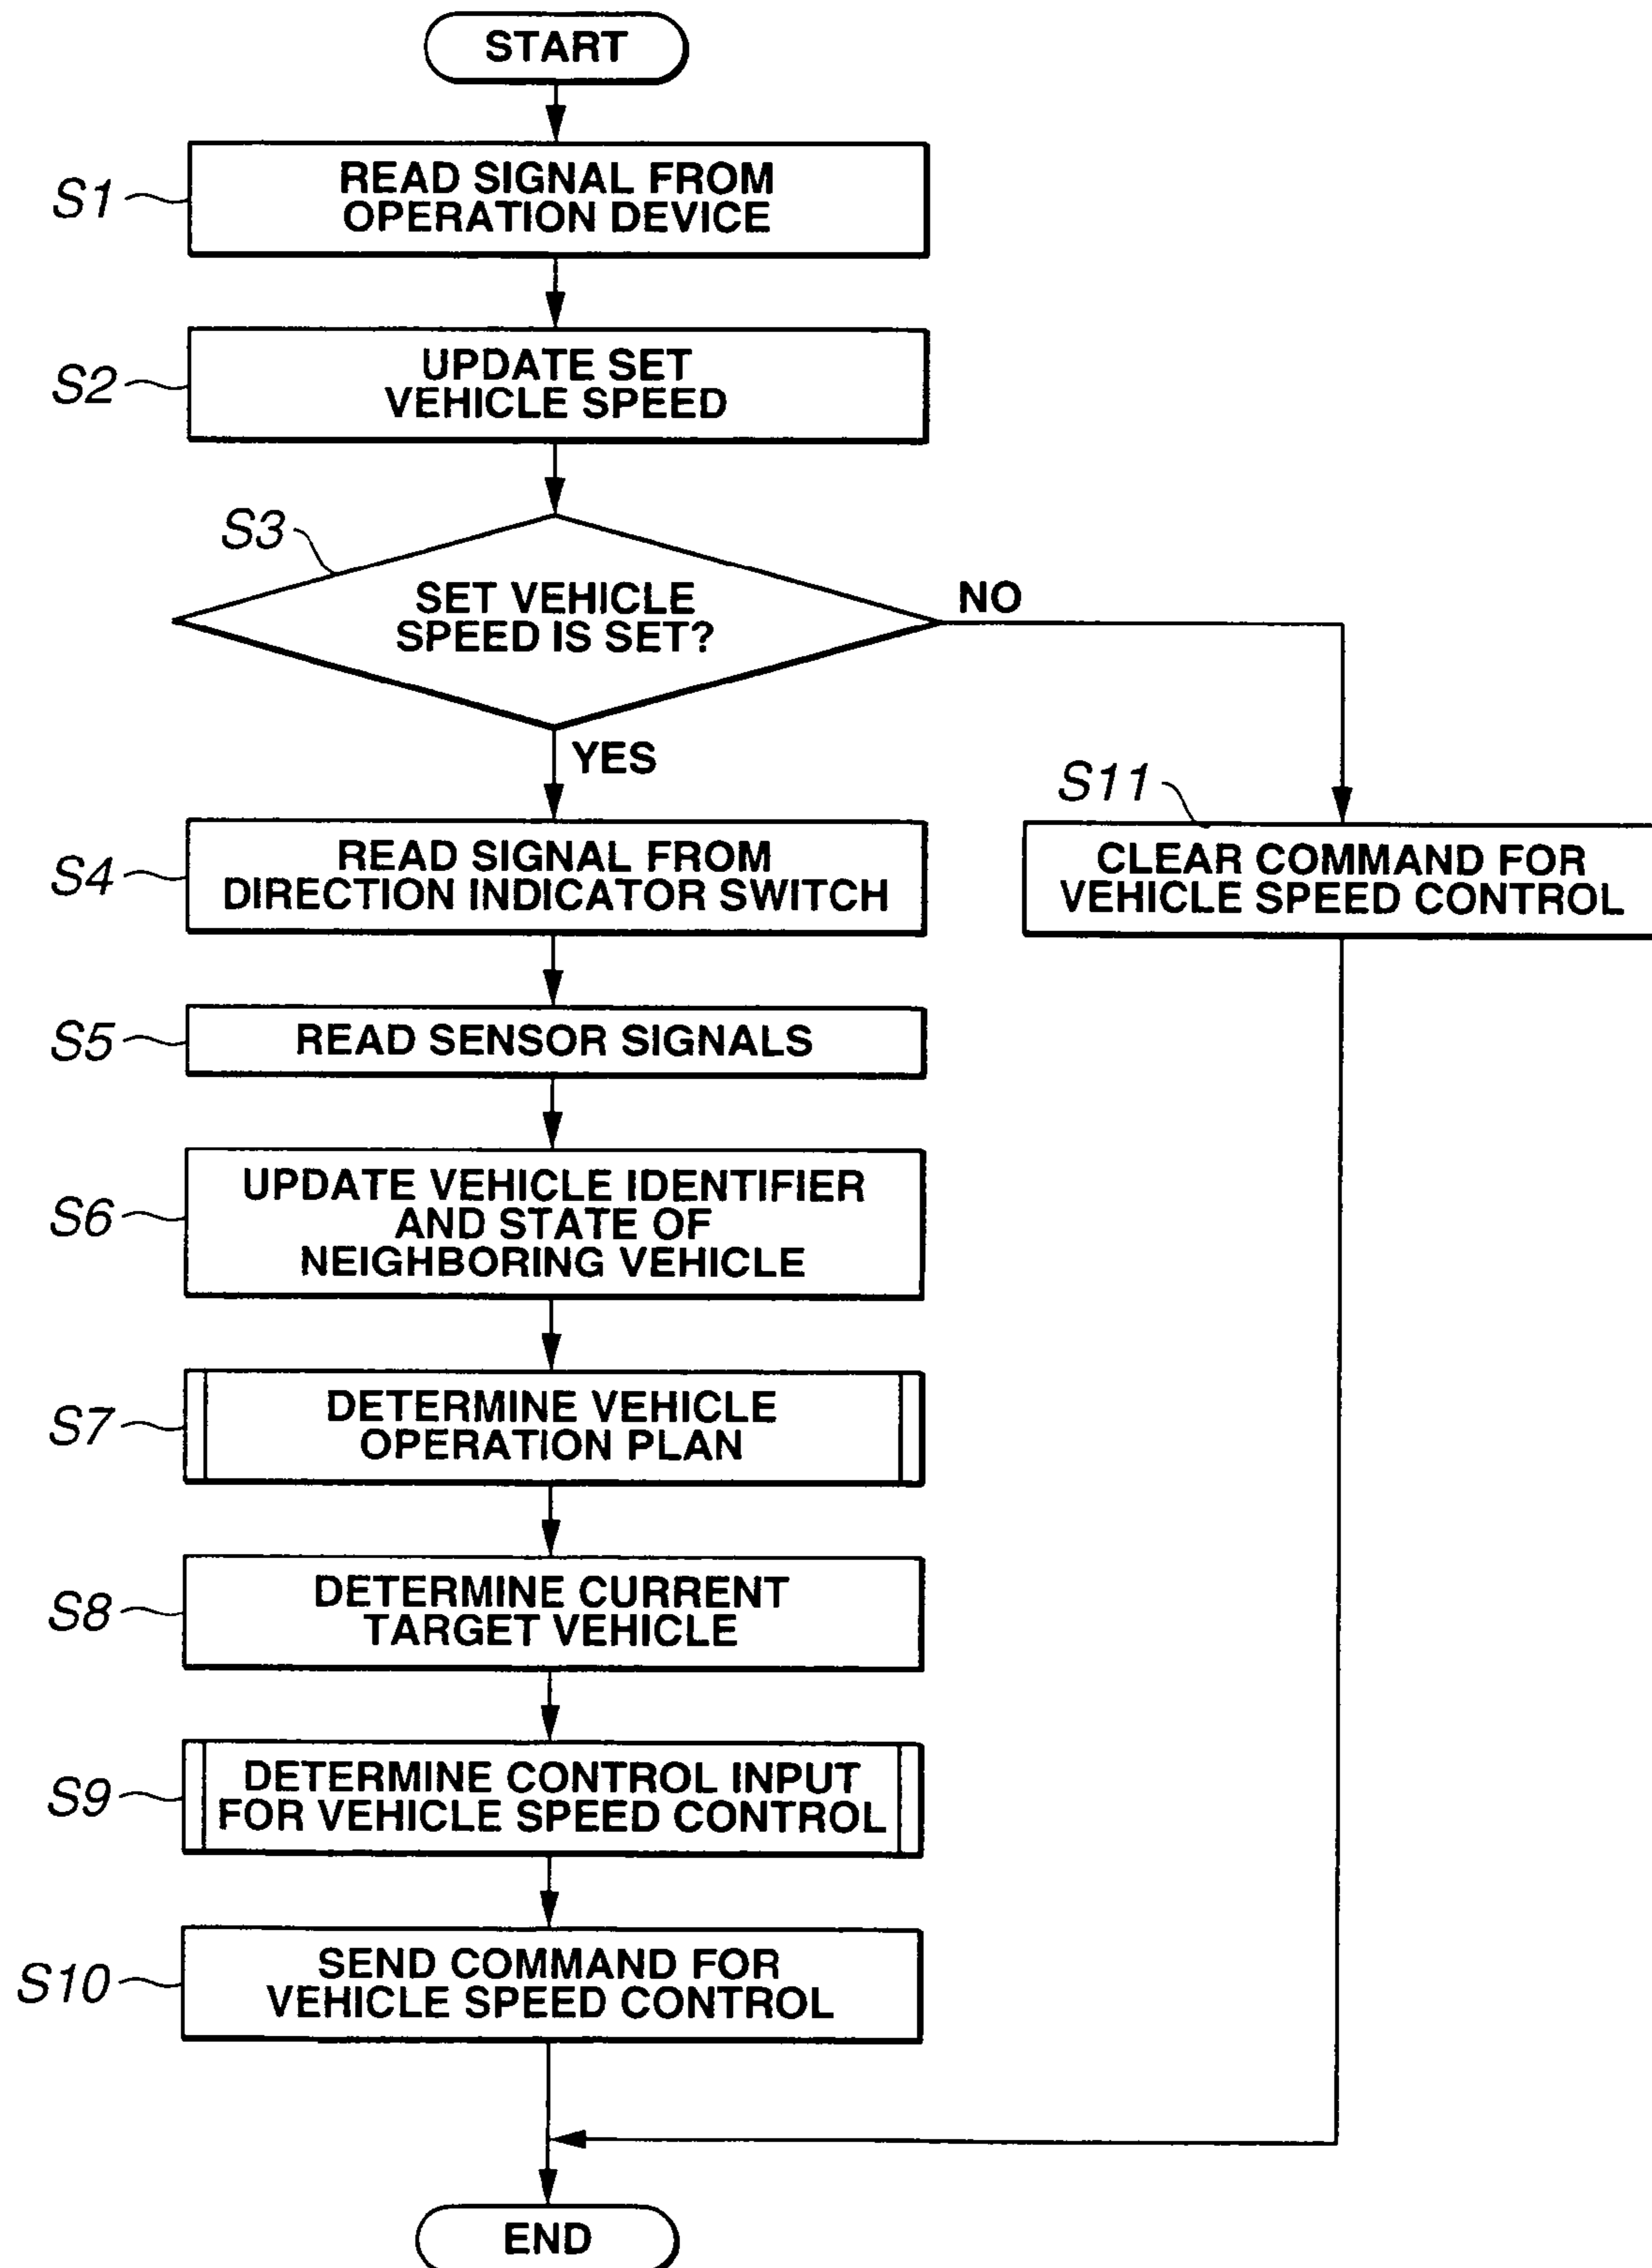 START
S1
READ SIGNAL FROM
OPERATION DEVICE
S2
UPDATE SET
VEHICLE SPEED
S3
SET VEHICLE
SPEED IS SET?
NO
YES
S4
READ SIGNAL FROM
DIRECTION INDICATOR SWITCH
S11
CLEAR COMMAND FOR
VEHICLE SPEED CONTROL
S5
READ SENSOR SIGNALS
S6
UPDATE VEHICLE IDENTIFIER
AND STATE OF
NEIGHBORING VEHICLE
S7
DETERMINE VEHICLE
OPERATION PLAN
S8
DETERMINE CURRENT
TARGET VEHICLE
S9
DETERMINE CONTROL INPUT
FOR VEHICLE SPEED CONTROL
S10
SEND COMMAND FOR
VEHICLE SPEED CONTROL
END